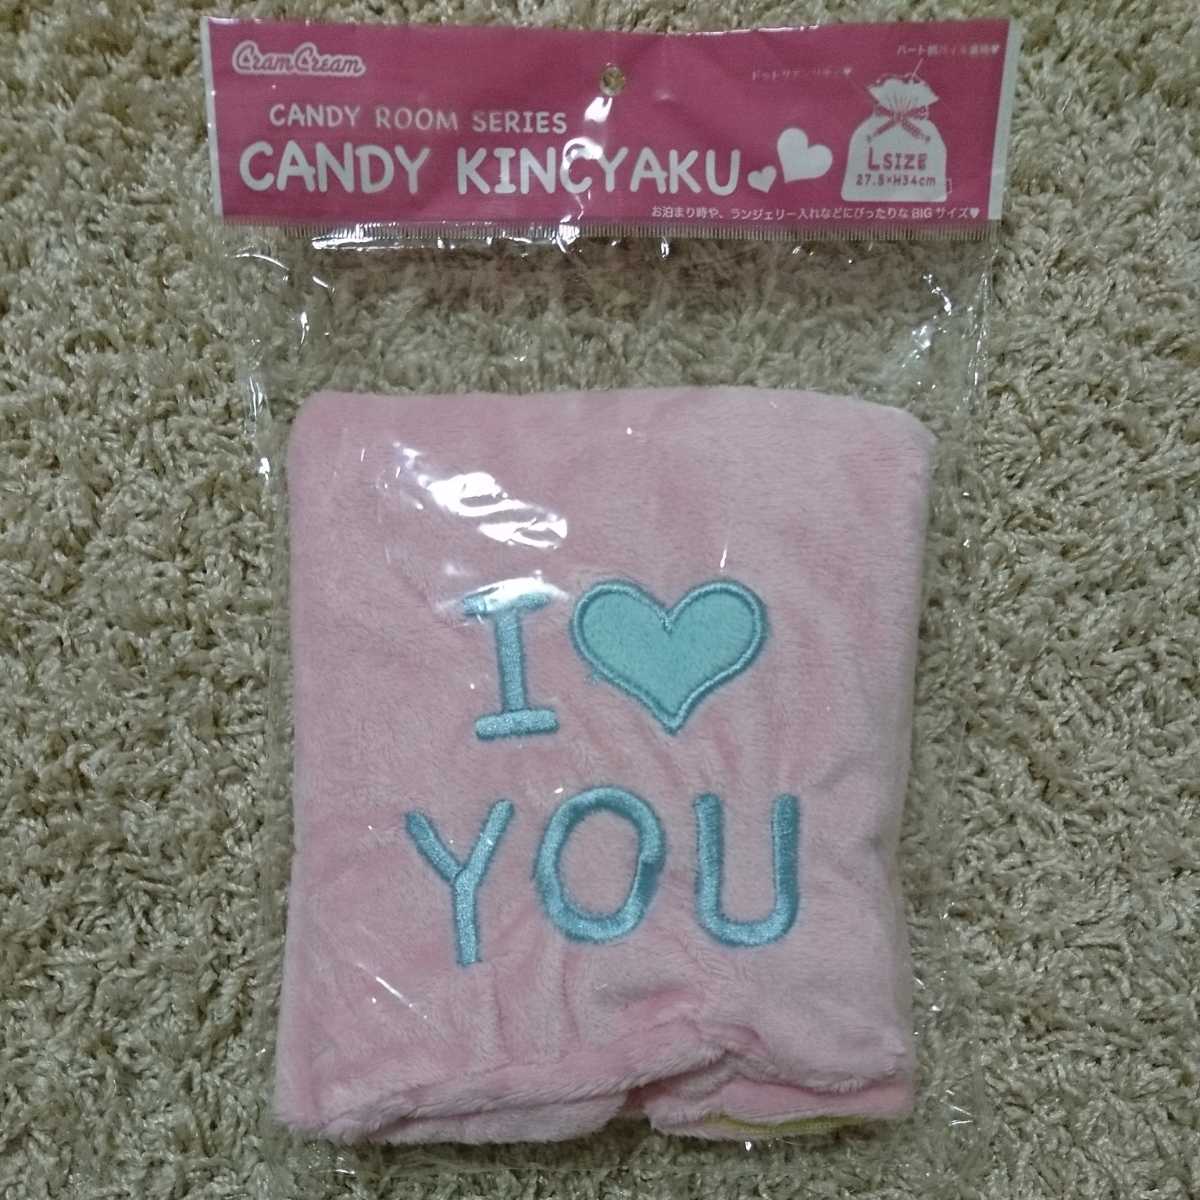 CramCream
CANDY ROOM SERIES
CANDY KINCYAKU
L SIZE
27.5×H34cm
お泊まり時や、ランジェリー入れなどにぴったりなBIGサイズ♥
I ♥
YOU